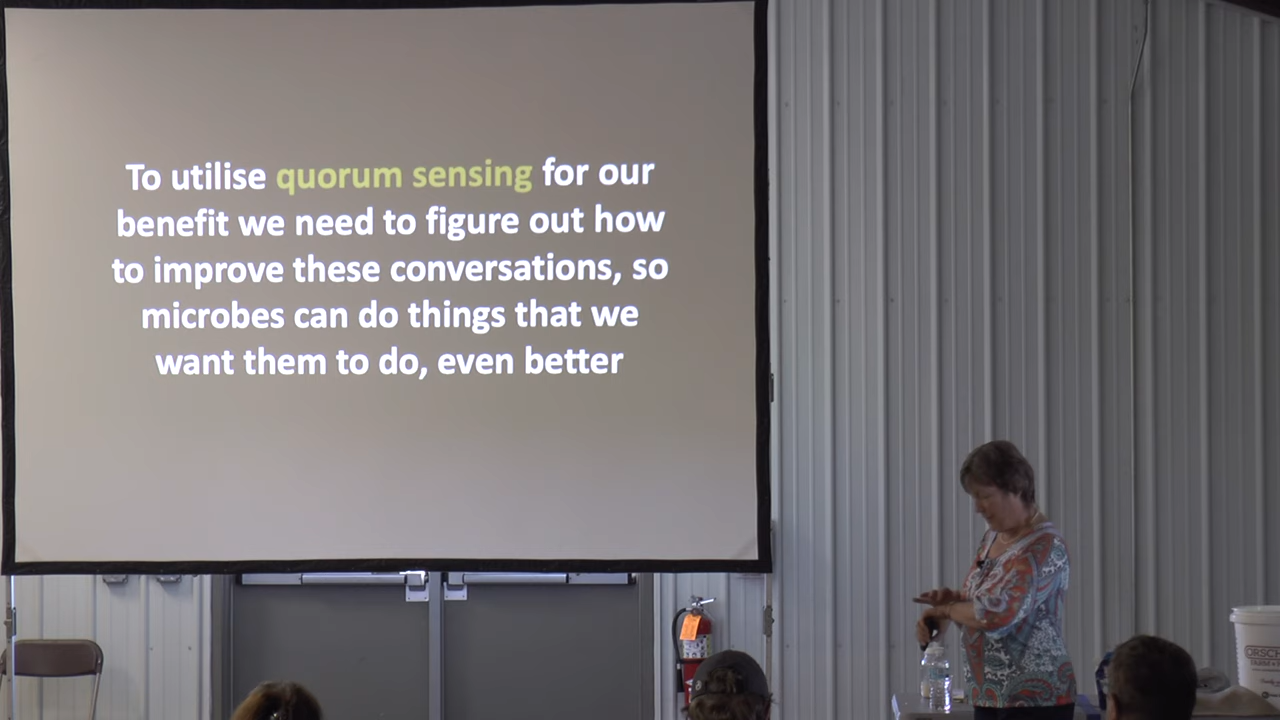 To utilise quorum sensing for our
benefit we need to figure out how
to improve these conversations, so
microbes can do things that we
want them to do, even better
ORSCH